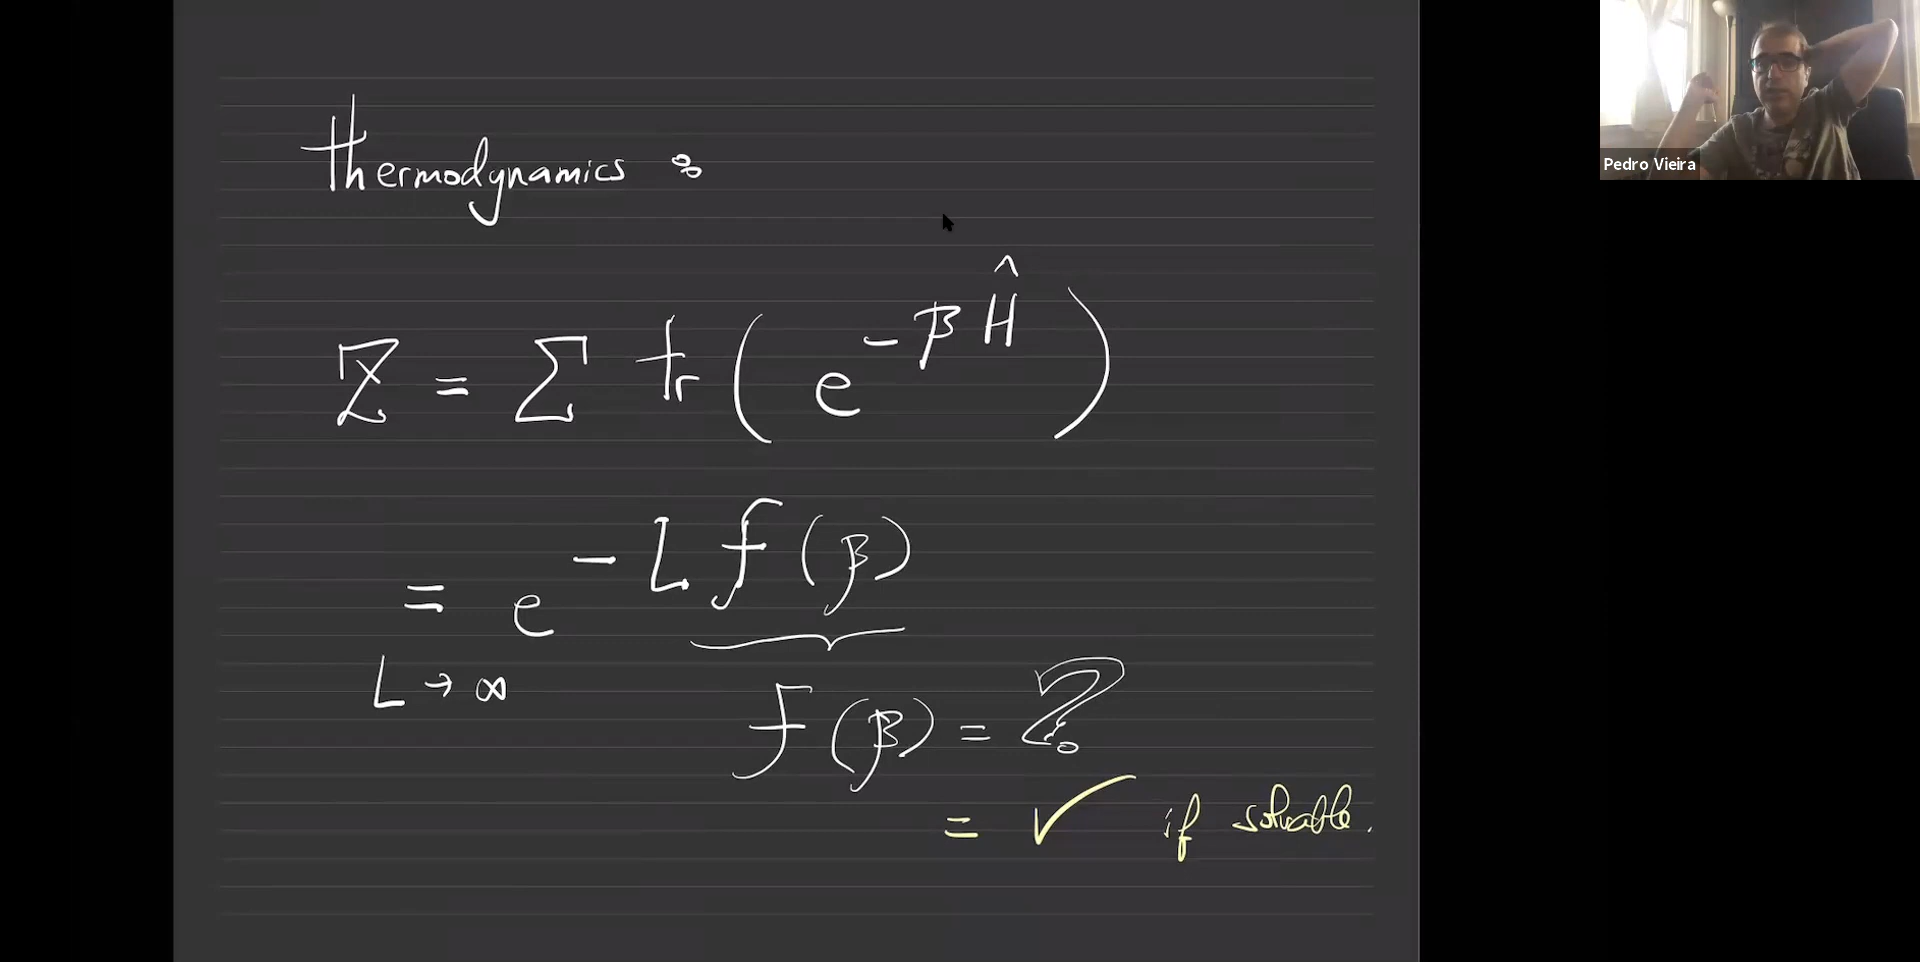 thermodynamics :
Z = Σ tr ( e^{-β Ĥ} )
= e^{-L f(β)}
L → ∞
f(β) = ?
= ✓ if solvable.
Pedro Vieira